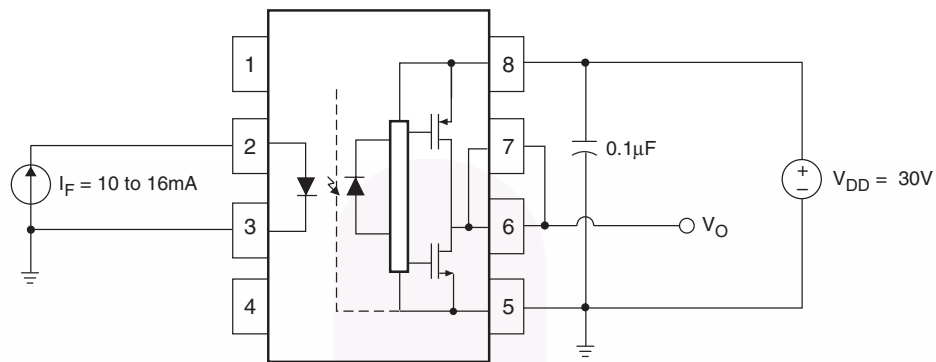 1
8
2
7
I_F = 10 to 16mA
0.1µF
+
–
V_DD = 30V
3
6
V_O
4
5